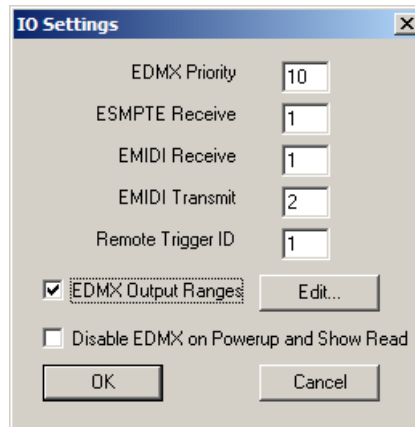 IO Settings
EDMX Priority 10
ESMPTE Receive 1
EMIDI Receive 1
EMIDI Transmit 2
Remote Trigger ID 1
EDMX Output Ranges Edit...
Disable EDMX on Powerup and Show Read
OK Cancel